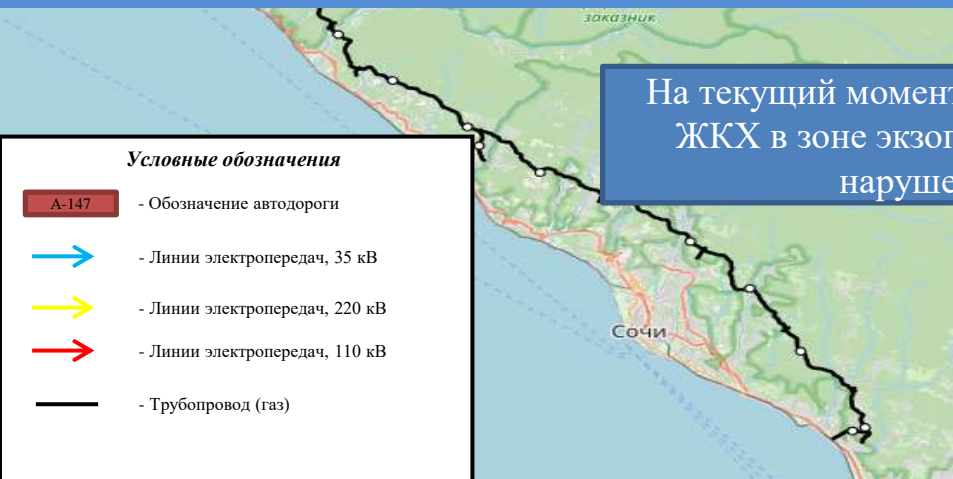 заказник
На текущий момент
ЖКХ в зоне экзог
наруше
Условные обозначения
А-147 - Обозначение автодороги
- Линии электропередач, 35 кВ
- Линии электропередач, 220 кВ
- Линии электропередач, 110 кВ
- Трубопровод (газ)
Сочи